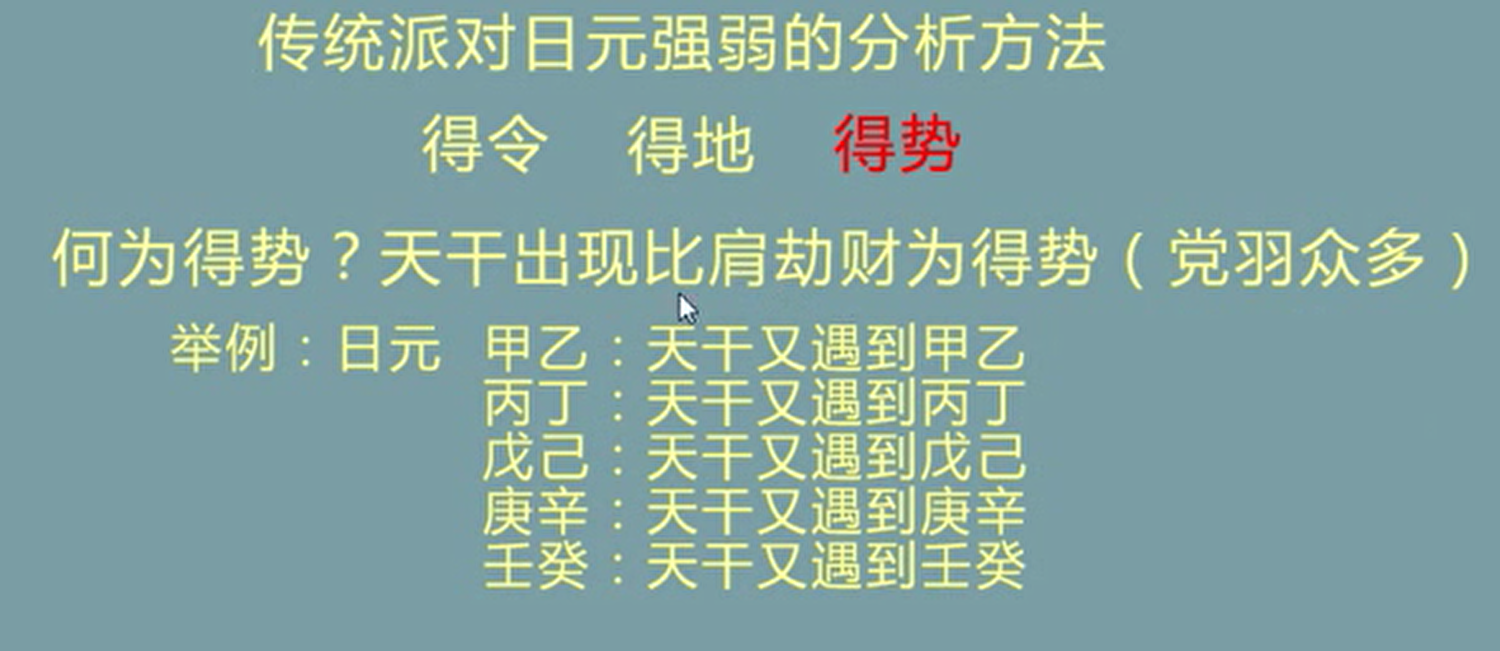 传统派对日元强弱的分析方法
得令 得地 得势
何为得势？天干出现比肩劫财为得势（党羽众多）
举例：日元 甲乙：天干又遇到甲乙
丙丁：天干又遇到丙丁
戊己：天干又遇到戊己
庚辛：天干又遇到庚辛
壬癸：天干又遇到壬癸